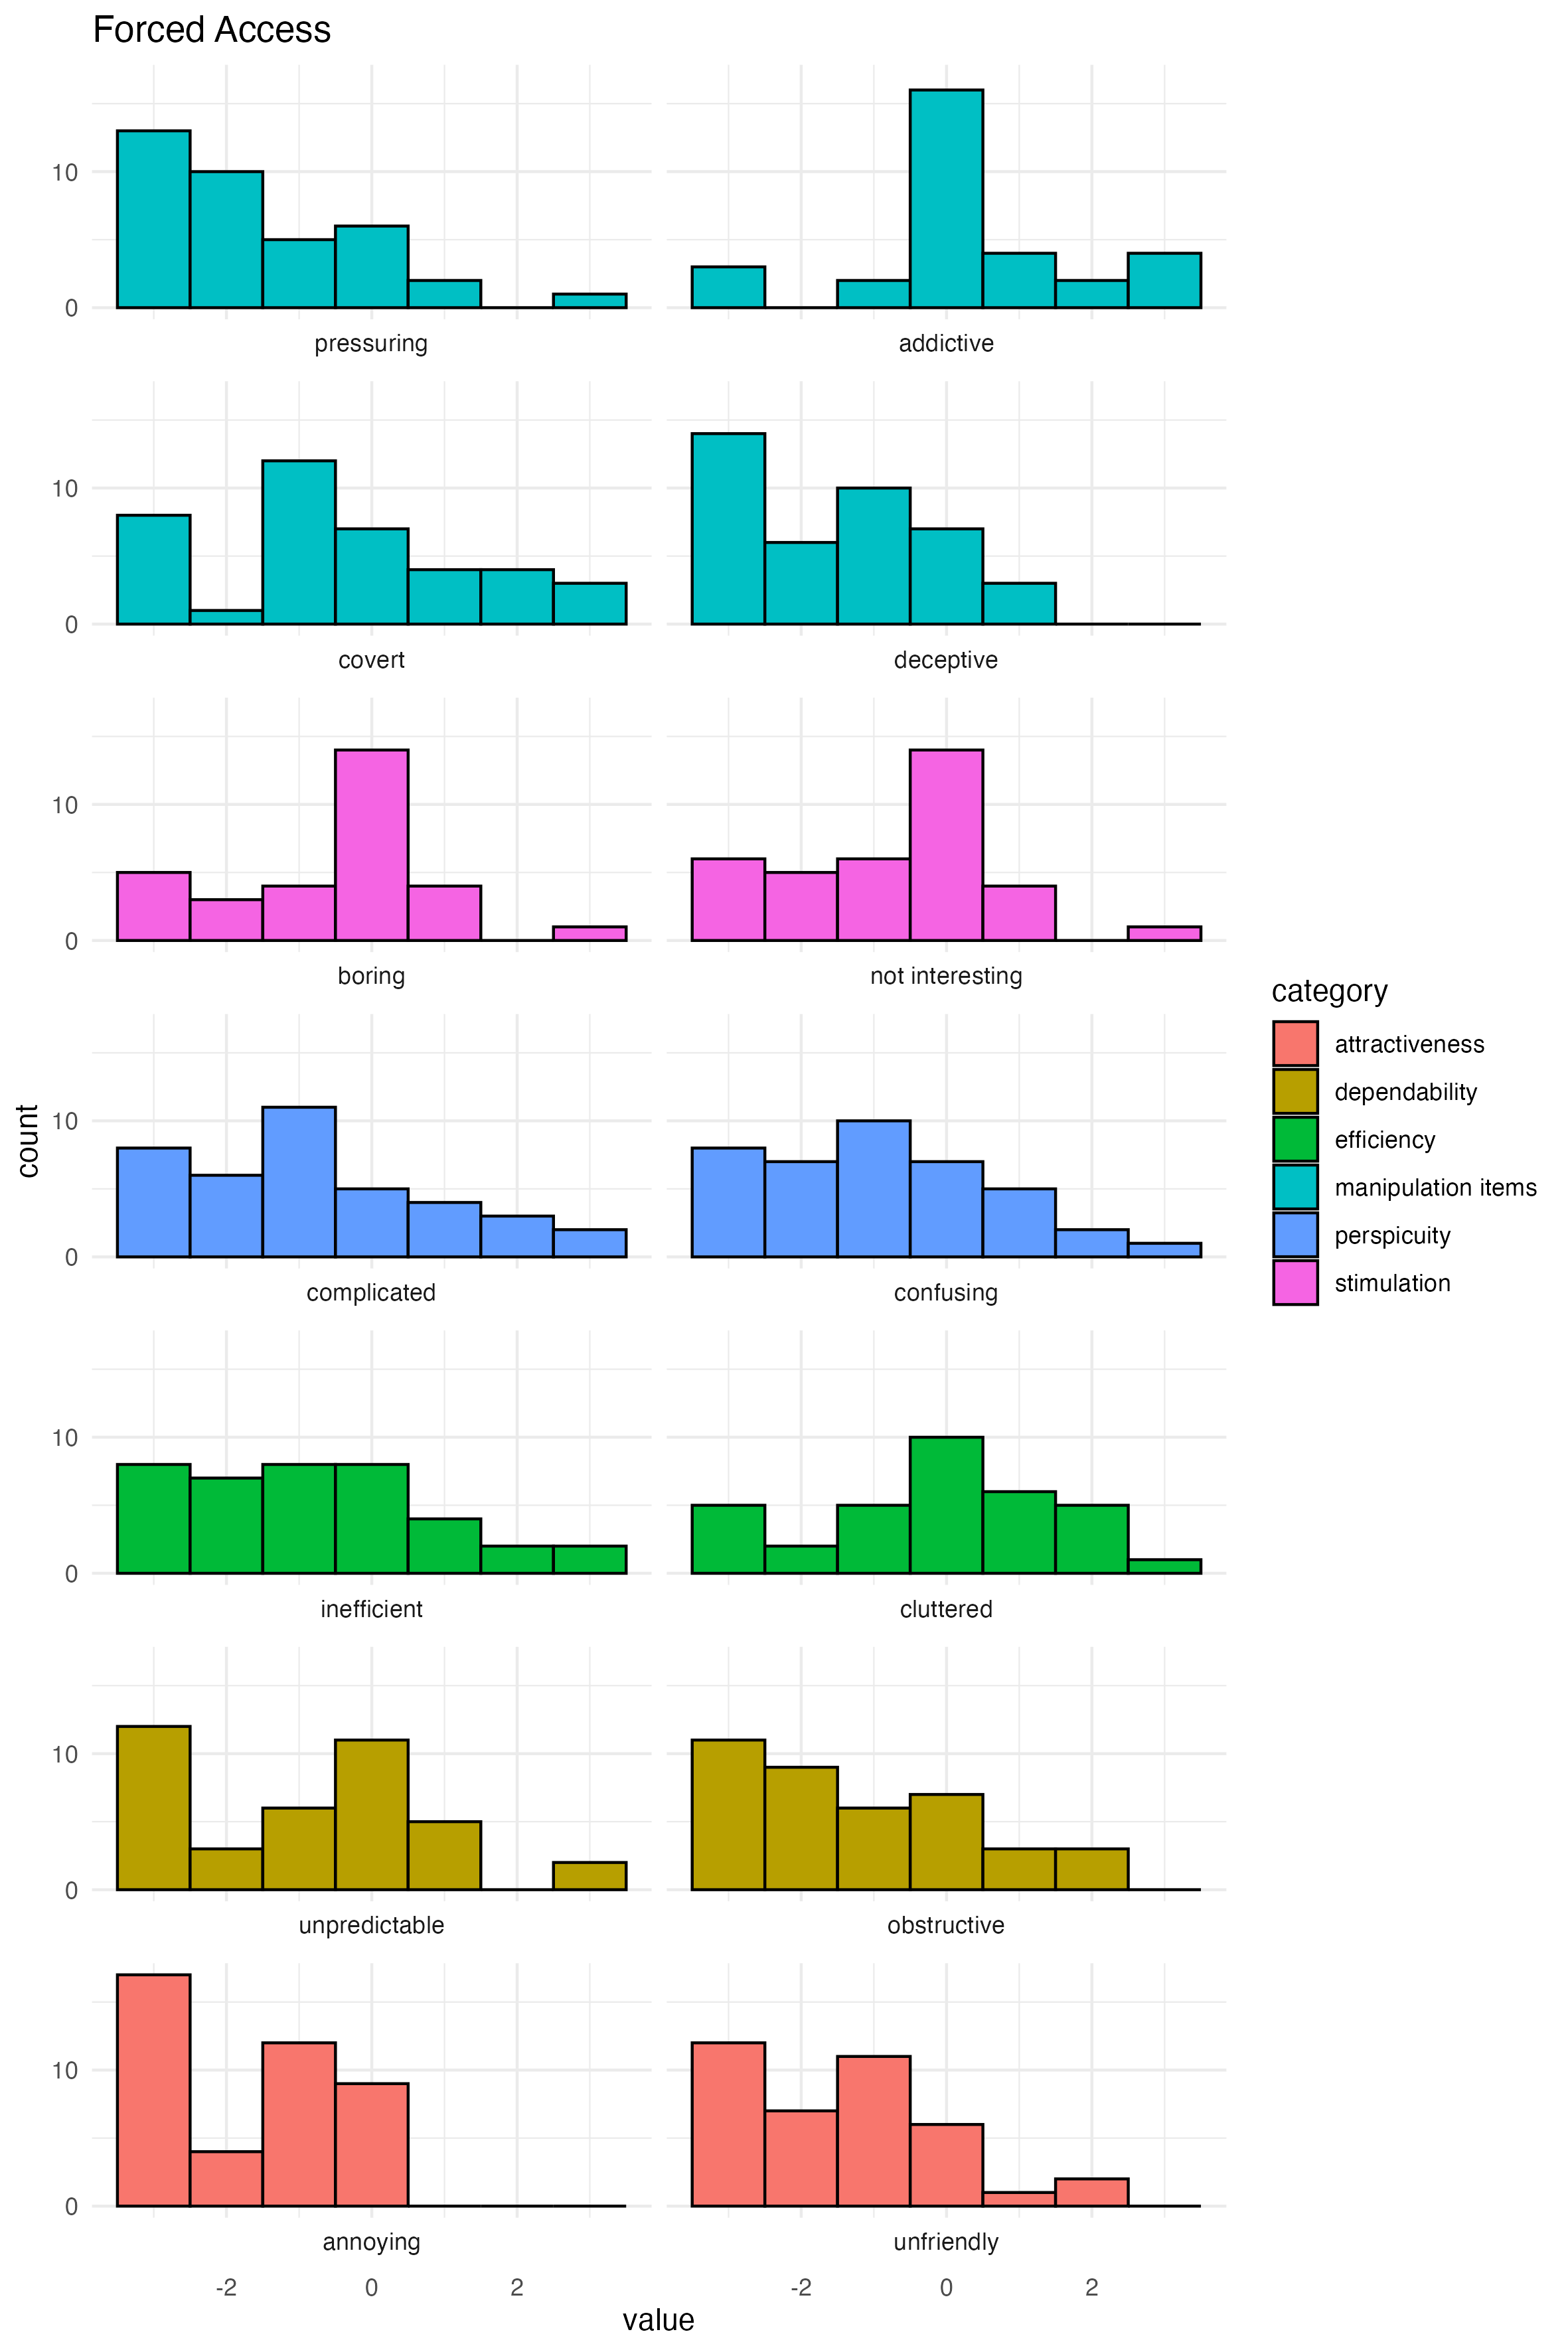 Forced Access
10
0
pressuring addictive
10
0
covert deceptive
10
0
boring not interesting
10
0
complicated confusing
10
0
inefficient cluttered
10
0
unpredictable obstructive
10
0
annoying unfriendly
-2 0 2 -2 0 2
value
count
category
attractiveness
dependability
efficiency
manipulation items
perspicuity
stimulation